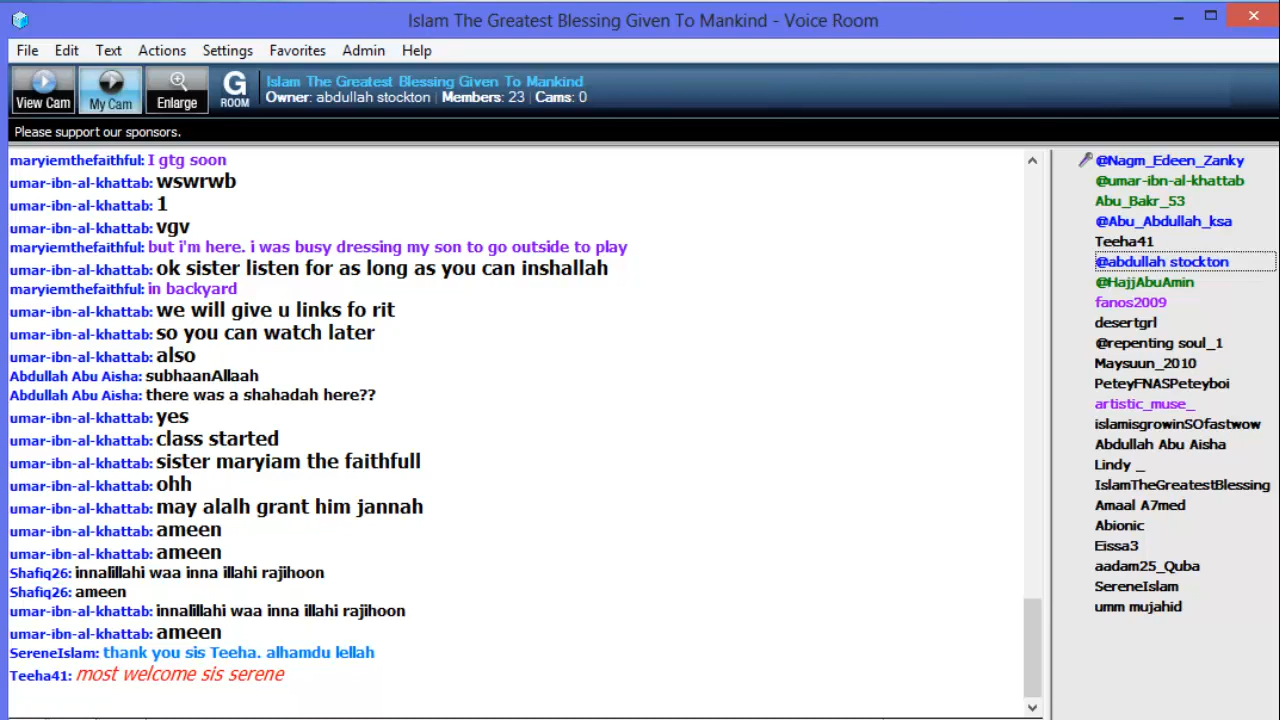 Islam The Greatest Blessing Given To Mankind - Voice Room
File Edit Text Actions Settings Favorites Admin Help
View Cam
My Cam
Enlarge
G ROOM
Islam The Greatest Blessing Given To Mankind
Owner: abdullah stockton Members: 23 Cams: 0
Please support our sponsors.
maryiemthefaithful: I gtg soon
umar-ibn-al-khattab: wswrwb
umar-ibn-al-khattab: 1
umar-ibn-al-khattab: vgv
maryiemthefaithful: but i'm here. i was busy dressing my son to go outside to play
umar-ibn-al-khattab: ok sister listen for as long as you can inshallah
maryiemthefaithful: in backyard
umar-ibn-al-khattab: we will give u links fo rit
umar-ibn-al-khattab: so you can watch later
umar-ibn-al-khattab: also
Abdullah Abu Aisha: subhaanAllaah
Abdullah Abu Aisha: there was a shahadah here??
umar-ibn-al-khattab: yes
umar-ibn-al-khattab: class started
umar-ibn-al-khattab: sister maryiam the faithfull
umar-ibn-al-khattab: ohh
umar-ibn-al-khattab: may alalh grant him jannah
umar-ibn-al-khattab: ameen
umar-ibn-al-khattab: ameen
Shafiq26: innalillahi waa inna illahi rajihoon
Shafiq26: ameen
umar-ibn-al-khattab: innalillahi waa inna illahi rajihoon
umar-ibn-al-khattab: ameen
SereneIslam: thank you sis Teeha. alhamdu lellah
Teeha41: most welcome sis serene
@Nagm_Edeen_Zanky
@umar-ibn-al-khattab
Abu_Bakr_53
@Abu_Abdullah_ksa
Teeha41
@abdullah stockton
@HajjAbuAmin
fanos2009
desertgrl
@repenting soul_1
Maysuun_2010
PeteyFNASPeteyboi
artistic_muse_
islamisgrowinSOfastwow
Abdullah Abu Aisha
Lindy _
IslamTheGreatestBlessing
Amaal A7med
Abionic
Eissa3
aadam25_Quba
SereneIslam
umm mujahid